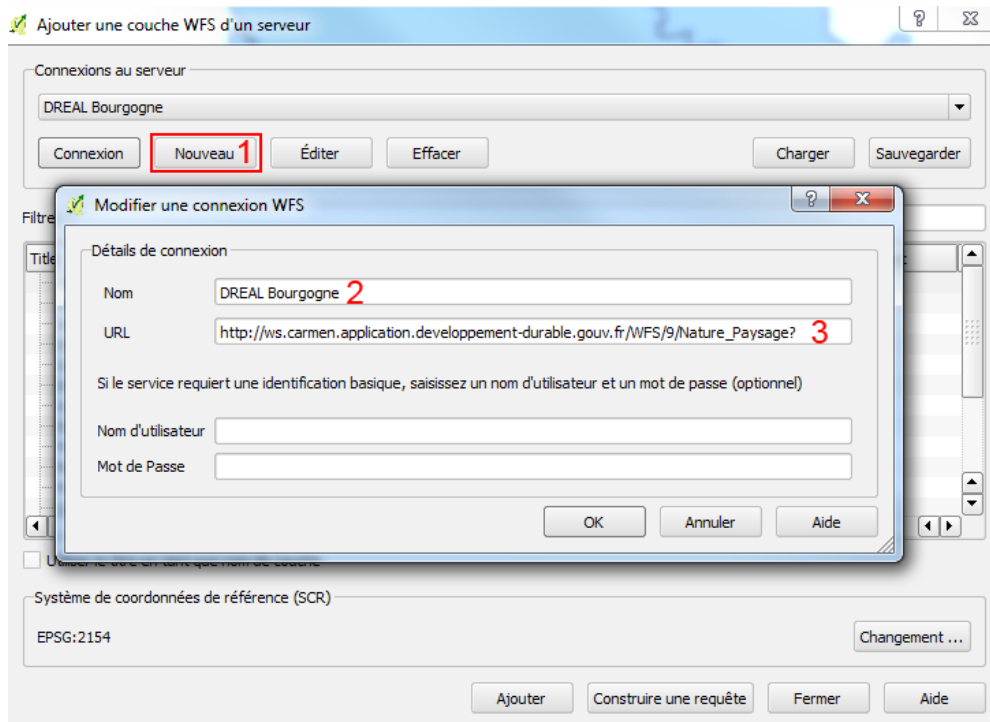 Ajouter une couche WFS d'un serveur
Connexions au serveur
DREAL Bourgogne
Connexion Nouveau 1 Éditer Effacer Charger Sauvegarder
Filtre
Modifier une connexion WFS
Title
Détails de connexion
Nom DREAL Bourgogne 2
URL http://ws.carmen.application.developpement-durable.gouv.fr/WFS/9/Nature_Paysage? 3
Si le service requiert une identification basique, saisissez un nom d'utilisateur et un mot de passe (optionnel)
Nom d'utilisateur
Mot de Passe
OK Annuler Aide
Système de coordonnées de référence (SCR)
EPSG:2154
Changement ...
Ajouter Construire une requête Fermer Aide